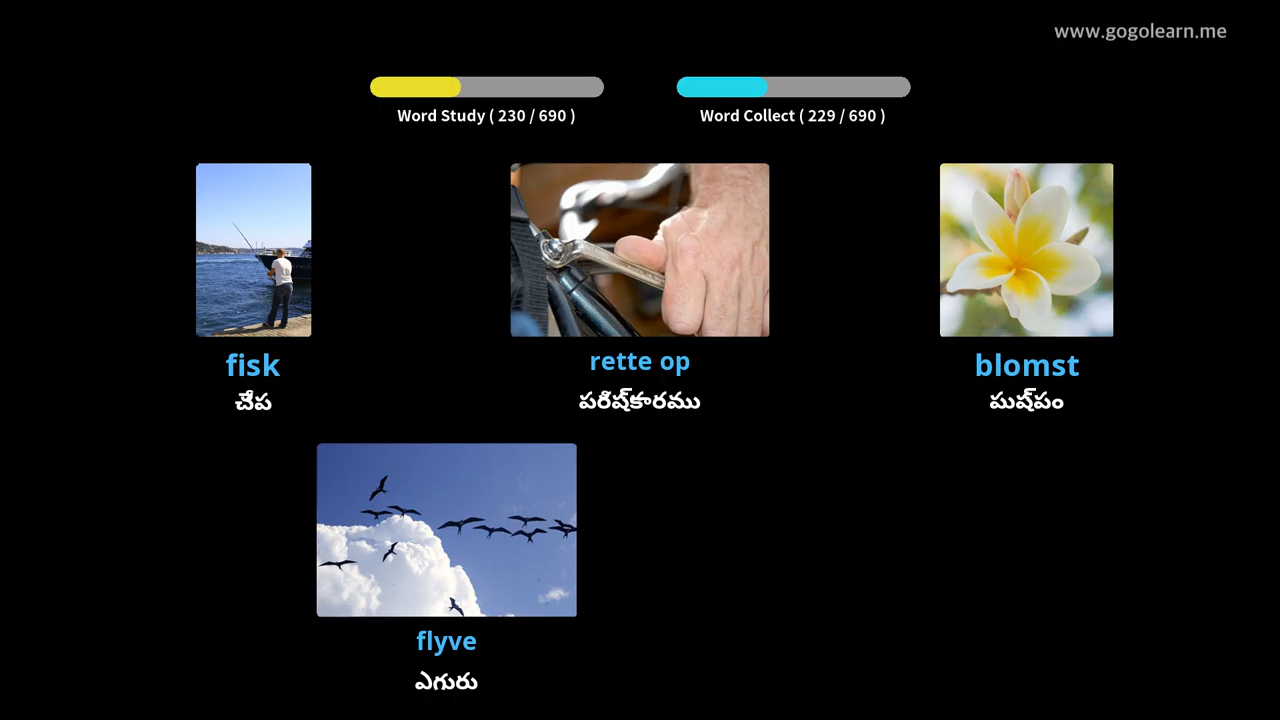 www.gogolearn.me
Word Study ( 230 / 690 )
Word Collect ( 229 / 690 )
fisk
చేప
rette op
పరిష్కారము
blomst
పుష్పం
flyve
ఎగురు